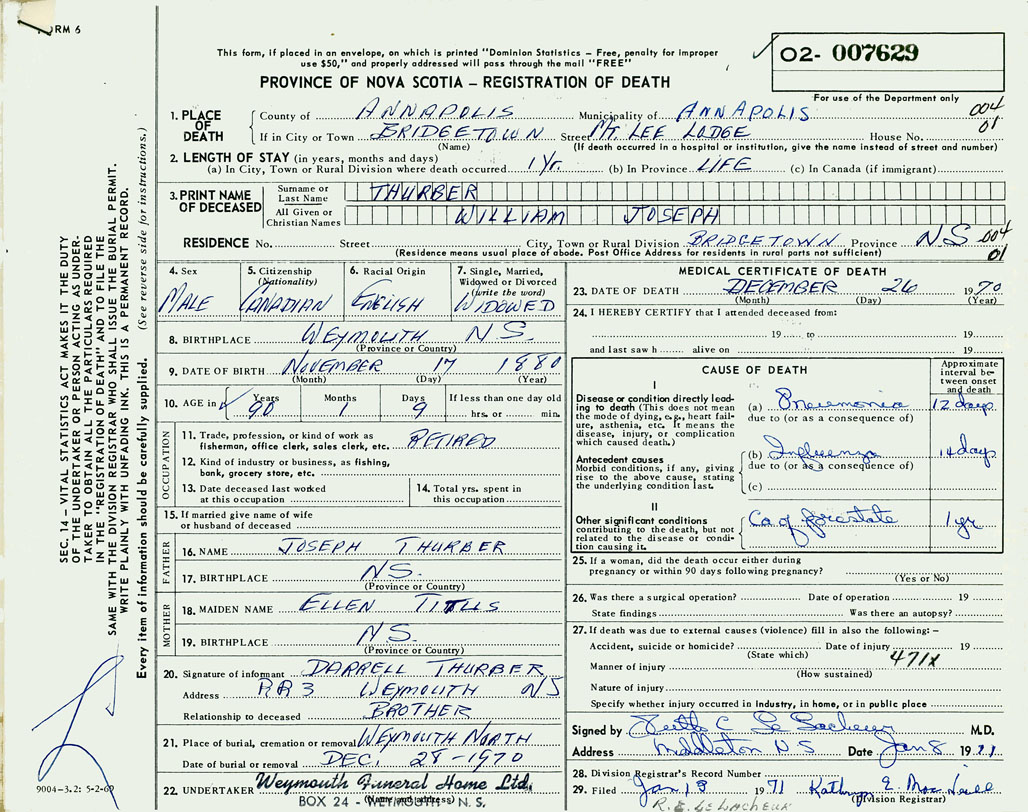 FORM 6
This form, if placed in an envelope, on which is printed "Dominion Statistics – Free, penalty for improper
use $50," and properly addressed will pass through the mail "FREE"
PROVINCE OF NOVA SCOTIA – REGISTRATION OF DEATH
02- 007629
For use of the Department only
004
01
1. PLACE OF DEATH
County of ANNAPOLIS Municipality of ANNAPOLIS
If in City or Town BRIDGETOWN Street MT. LEE LODGE House No.
(Name) (If death occurred in a hospital or institution, give the name instead of street and number)
2. LENGTH OF STAY (in years, months and days)
(a) In City, Town or Rural Division where death occurred 1 Yr. (b) In Province LIFE (c) In Canada (if immigrant)
3. PRINT NAME OF DECEASED
Surname or Last Name THURBER
All Given or Christian Names WILLIAM JOSEPH
RESIDENCE No. Street City, Town or Rural Division BRIDGETOWN Province NS 004
01
(Residence means usual place of abode. Post Office Address for residents in rural parts not sufficient)
4. Sex
MALE
5. Citizenship
(Nationality)
CANADIAN
6. Racial Origin
ENGLISH
7. Single, Married,
Widowed or Divorced
(write the word)
WIDOWED
8. BIRTHPLACE WEYMOUTH N.S.
(Province or Country)
9. DATE OF BIRTH NOVEMBER 17 1880
(Month) (Day) (Year)
10. AGE in Years Months Days If less than one day old
90 1 9 hrs. or min.
OCCUPATION
11. Trade, profession, or kind of work as
fisherman, office clerk, sales clerk, etc. RETIRED
12. Kind of industry or business, as fishing,
bank, grocery store, etc.
13. Date deceased last worked
at this occupation
14. Total yrs. spent in
this occupation
15. If married give name of wife
or husband of deceased
FATHER
16. NAME JOSEPH THURBER
17. BIRTHPLACE N.S.
(Province or Country)
MOTHER
18. MAIDEN NAME ELLEN TITUS
19. BIRTHPLACE N.S.
(Province or Country)
20. Signature of informant DARRELL THURBER
Address RR3 WEYMOUTH NS
Relationship to deceased BROTHER
21. Place of burial, cremation or removal WEYMOUTH NORTH
Date of burial or removal DEC. 28-1970
22. UNDERTAKER Weymouth Funeral Home Ltd.
(Name and address)
BOX 24 - WEYMOUTH, N. S.
MEDICAL CERTIFICATE OF DEATH
23. DATE OF DEATH DECEMBER 26 1970
(Month) (Day) (Year)
24. I HEREBY CERTIFY that I attended deceased from:
19 to 19
and last saw h alive on 19
CAUSE OF DEATH
Approximate
interval be-
tween onset
and death
I
Disease or condition directly lead-
ing to death (This does not mean
the mode of dying, e.g., heart fail-
ure, asthenia, etc. It means the
disease, injury, or complication
which caused death.)
(a) Pneumonia 12 days
due to (or as a consequence of)
Antecedent causes
Morbid conditions, if any, giving
rise to the above cause, stating
the underlying condition last.
(b) Influenza 14 days
due to (or as a consequence of)
(c)
II
Other significant conditions
contributing to the death, but not
related to the disease or condi-
tion causing it.
Ca of prostate 1 yr
25. If a woman, did the death occur either during
pregnancy or within 90 days following pregnancy?
(Yes or No)
26. Was there a surgical operation? Date of operation 19
State findings Was there an autopsy?
27. If death was due to external causes (violence) fill in also the following: –
Accident, suicide or homicide? Date of injury 19
(State which)
471X
Manner of injury
(How sustained)
Nature of injury
Specify whether injury occurred in industry, in home, or in public place
Signed by M.D.
Address Middleton N S Date Jan 8 1971
28. Division Registrar's Record Number
29. Filed Jan 13 1971 Kathryn E. MacNeill
(Division Registrar)
SEC. 14 – VITAL STATISTICS ACT MAKES IT THE DUTY
OF THE UNDERTAKER OR PERSON ACTING AS UNDER-
TAKER TO OBTAIN ALL THE PARTICULARS REQUIRED
IN THE "REGISTRATION OF DEATH" AND TO FILE THE
SAME WITH THE DIVISION REGISTRAR WHO SHALL ISSUE THE BURIAL PERMIT.
WRITE PLAINLY WITH UNFADING INK. THIS IS A PERMANENT RECORD.
Every item of information should be carefully supplied. (See reverse side for instructions.)